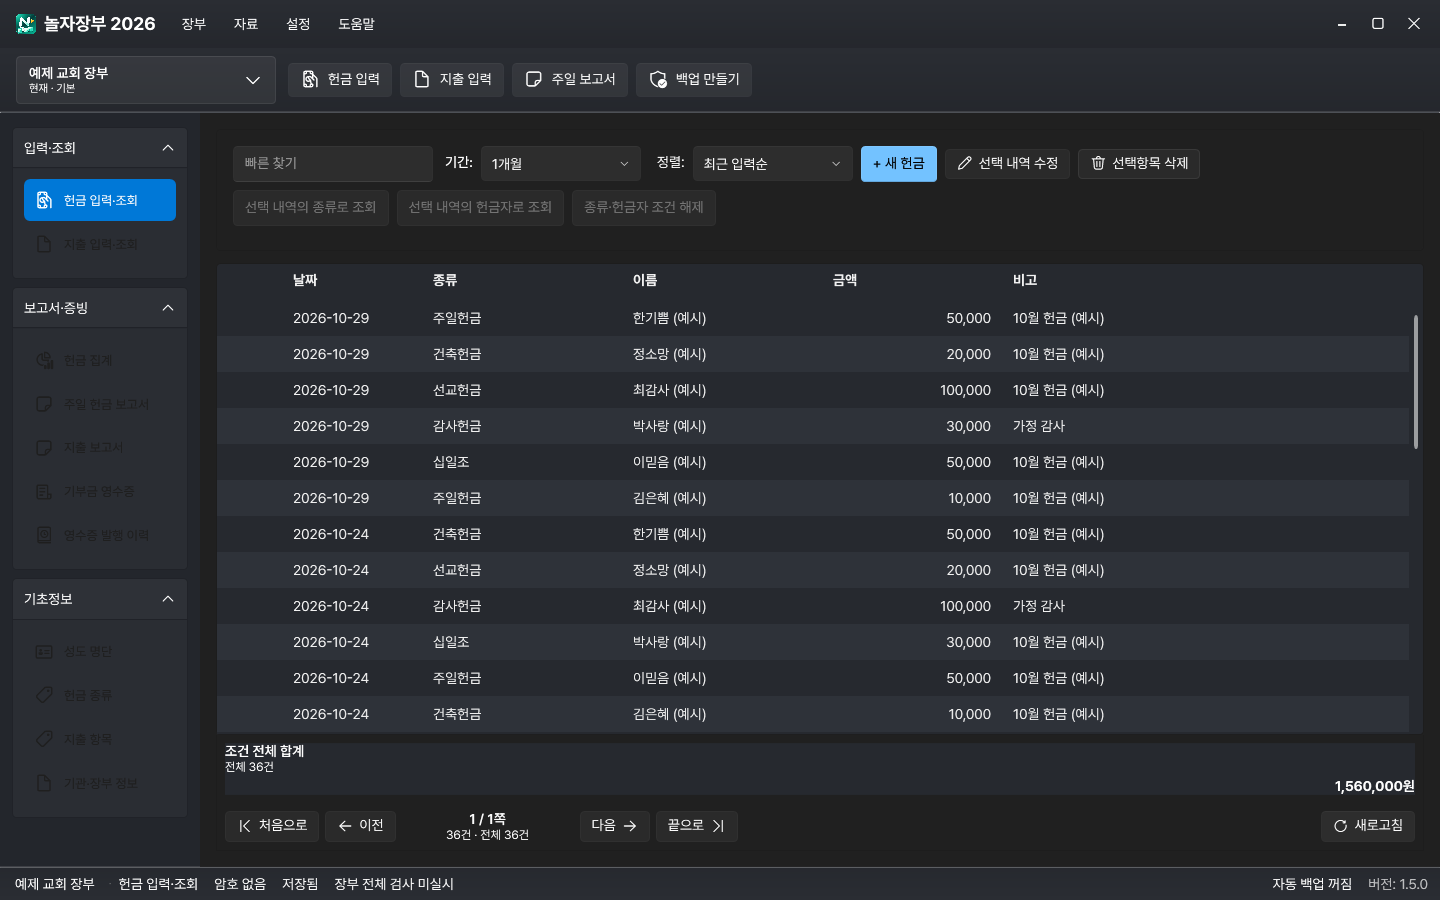 놀자장부 2026 장부 자료 설정 도움말
예제 교회 장부
현재 · 기본
헌금 입력 지출 입력 주일 보고서 백업 만들기
입력·조회
헌금 입력·조회
지출 입력·조회
보고서·증빙
헌금 집계
주일 헌금 보고서
지출 보고서
기부금 영수증
영수증 발행 이력
기초정보
성도 명단
헌금 종류
지출 항목
기관·장부 정보
빠른 찾기 기간: 1개월 정렬: 최근 입력순 + 새 헌금 선택 내역 수정 선택항목 삭제
선택 내역의 종류로 조회 선택 내역의 헌금자로 조회 종류·헌금자 조건 해제
날짜 종류 이름 금액 비고
2026-10-29 주일헌금 한기쁨 (예시) 50,000 10월 헌금 (예시)
2026-10-29 건축헌금 정소망 (예시) 20,000 10월 헌금 (예시)
2026-10-29 선교헌금 최감사 (예시) 100,000 10월 헌금 (예시)
2026-10-29 감사헌금 박사랑 (예시) 30,000 가정 감사
2026-10-29 십일조 이믿음 (예시) 50,000 10월 헌금 (예시)
2026-10-29 주일헌금 김은혜 (예시) 10,000 10월 헌금 (예시)
2026-10-24 건축헌금 한기쁨 (예시) 50,000 10월 헌금 (예시)
2026-10-24 선교헌금 정소망 (예시) 20,000 10월 헌금 (예시)
2026-10-24 감사헌금 최감사 (예시) 100,000 가정 감사
2026-10-24 십일조 박사랑 (예시) 30,000 10월 헌금 (예시)
2026-10-24 주일헌금 이믿음 (예시) 50,000 10월 헌금 (예시)
2026-10-24 건축헌금 김은혜 (예시) 10,000 10월 헌금 (예시)
조건 전체 합계
전체 36건
1,560,000원
처음으로 이전 1 / 1쪽 다음 끝으로 새로고침
36건 · 전체 36건
예제 교회 장부 · 헌금 입력·조회 암호 없음 저장됨 장부 전체 검사 미실시 자동 백업 꺼짐 버전: 1.5.0